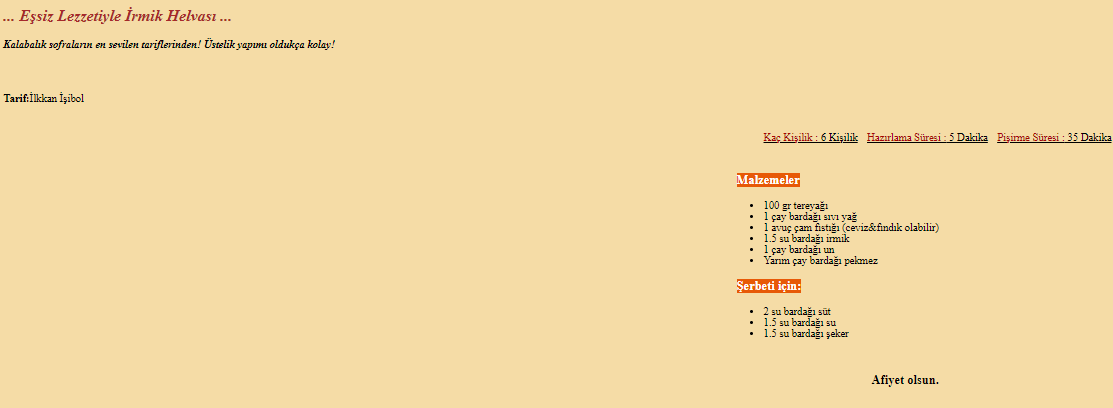 ... Eşsiz Lezzetiyle İrmik Helvası ...
Kalabalık sofraların en sevilen tariflerinden! Üstelik yapımı oldukça kolay!
Tarif:İlkkan İşibol
Kaç Kişilik : 6 Kişilik Hazırlama Süresi : 5 Dakika Pişirme Süresi : 35 Dakika
Malzemeler
• 100 gr tereyağı
• 1 çay bardağı sıvı yağ
• 1 avuç çam fıstığı (ceviz&fındık olabilir)
• 1.5 su bardağı irmik
• 1 çay bardağı un
• Yarım çay bardağı pekmez
Şerbeti için:
• 2 su bardağı süt
• 1.5 su bardağı su
• 1.5 su bardağı şeker
Afiyet olsun.